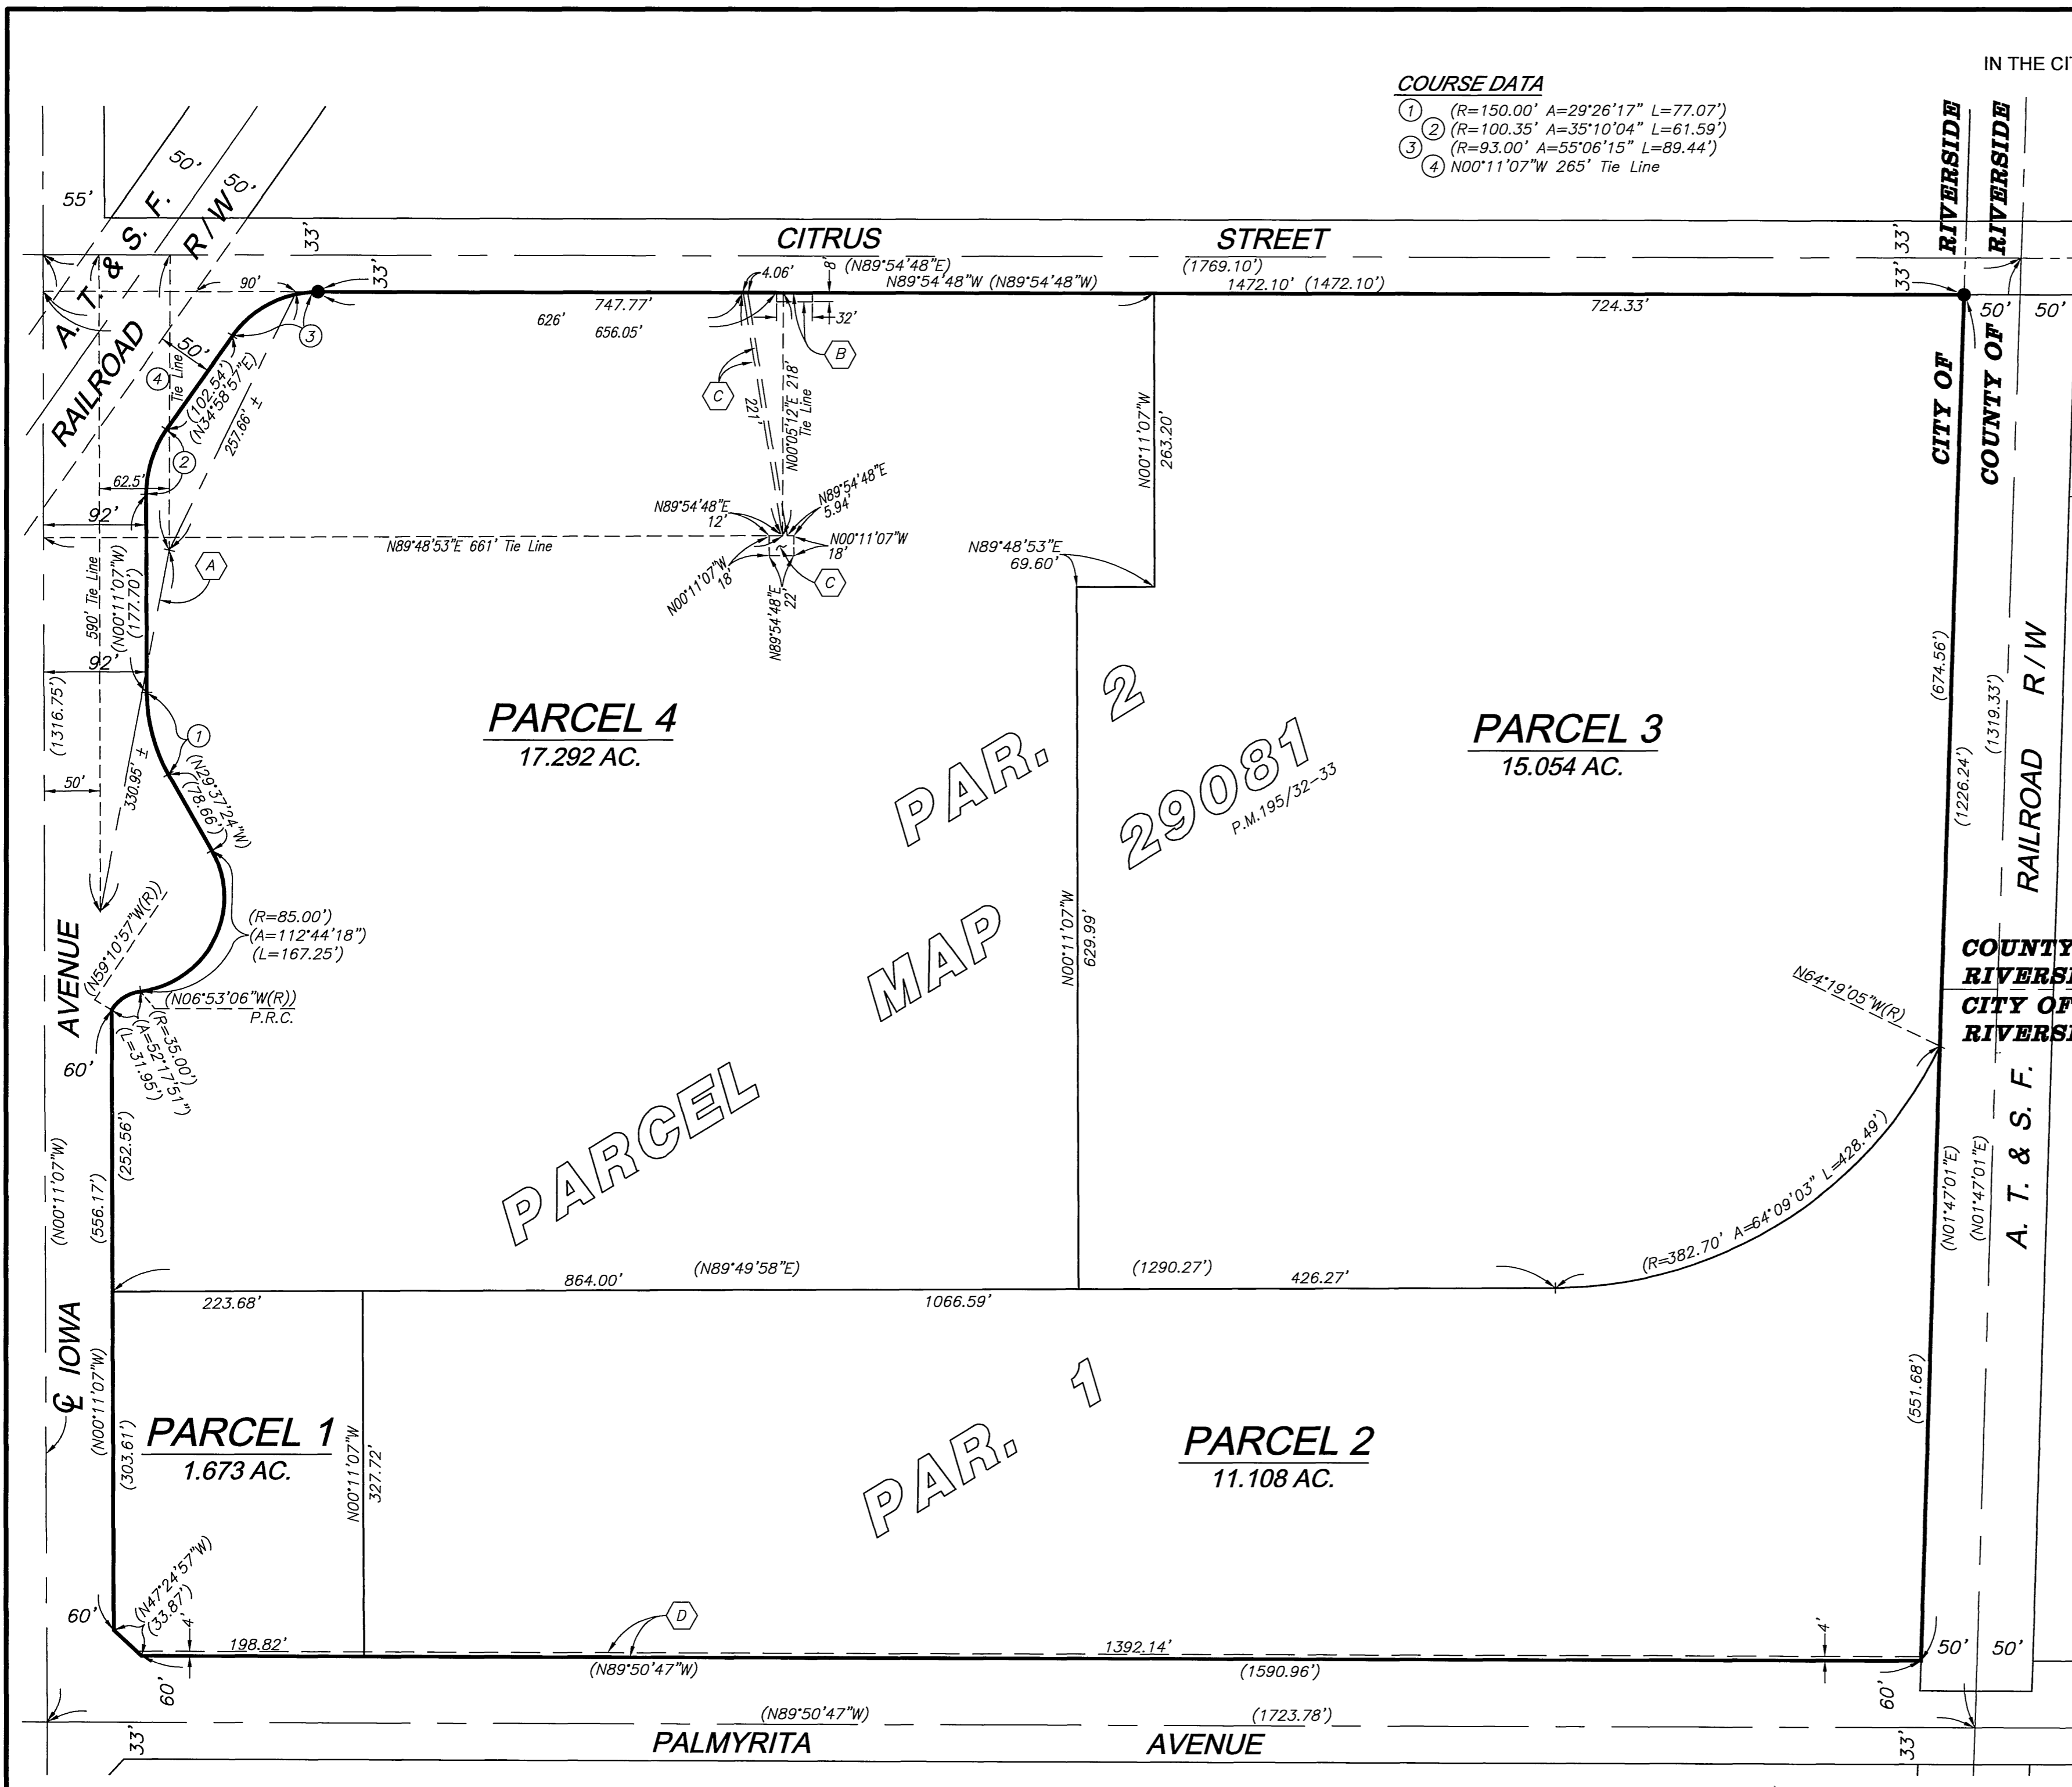 IN THE CIT
COURSE DATA
1 (R=150.00' A=29°26'17" L=77.07')
2 (R=100.35' A=35°10'04" L=61.59')
3 (R=93.00' A=55°06'15" L=89.44')
4 N00°11'07"W 265' Tie Line
RIVERSIDE
RIVERSIDE
CITY OF
COUNTY OF
50'
50'
55'
A. T. & S. F.
RAILROAD
R/W
33'
33'
CITRUS STREET
33'
33'
(N89°54'48"E)
(1769.10')
90'
4.06'
8'
N89°54'48"W (N89°54'48"W)
1472.10' (1472.10')
747.77'
724.33'
50'
50'
626'
656.05'
32'
3
B
50'
4
Tie Line
(102.54')
(N34°58'57"E)
257.66' ±
C
221'
N00°05'12"E 218'
Tie Line
N00°11'07"W
263.20'
2
62.5'
92'
N89°54'48"E
12'
N89°54'48"E
5.94'
N89°48'53"E 661' Tie Line
N00°11'07"W
18'
N89°48'53"E
69.60'
A
C
N00°11'07"W
18'
N89°54'48"E
22'
590' Tie Line
(N00°11'07"W)
(177.70')
92'
(1316.75')
1
PARCEL 4
17.292 AC.
PARCEL 3
15.054 AC.
(674.56')
(1319.33')
(1226.24')
RAILROAD R/W
PARCEL MAP 29081
PAR. 2
P.M.195/32-33
50'
330.95' ±
(N29°37'24"W)
(78.66')
(R=85.00')
(A=112°44'18")
(L=167.25')
(N59°10'57"W(R))
(N06°53'06"W(R))
P.R.C.
(R=35.00')
(A=52°17'51")
(L=31.95')
60'
N00°11'07"W
629.99'
N64°19'05"W(R)
COUNTY
RIVERSI
CITY OF
RIVERSI
A. T. & S. F.
(N00°11'07"W)
(556.17')
(252.56')
(R=382.70' A=64°09'03" L=428.49')
(N01°47'01"E)
(N01°47'01"E)
864.00'
(N89°49'58"E)
(1290.27')
426.27'
223.68'
1066.59'
℄ IOWA AVENUE
(N00°11'07"W)
(303.61')
PARCEL 1
1.673 AC.
N00°11'07"W
327.72'
PAR. 1
PARCEL 2
11.108 AC.
(551.68')
60'
(N47°24'57"W)
(33.87')
4'
198.82'
D
1392.14'
4'
50'
50'
60'
(N89°50'47"W)
(1590.96')
60'
(N89°50'47"W)
(1723.78')
33'
PALMYRITA AVENUE
33'